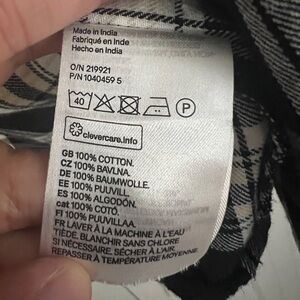 Made in India
Fabriqué en Inde
Hecho en India
O/N 219921
P/N 1040459 5
40
P
clevercare.info
GB 100% COTTON.
CZ 100% BAVLNA.
DE 100% BAUMWOLLE.
EE 100% PUUVILL.
ES 100% ALGODÓN.
cat 100% COTÓ.
FI 100% PUUVILLAA.
FR LAVER À LA MACHINE À L'EAU
TIÈDE. BLANCHIR SANS CHLORE
SI NÉCESSAIRE. SÉCHER À L'AIR
REPASSER À TEMPÉRATURE MOYENNE